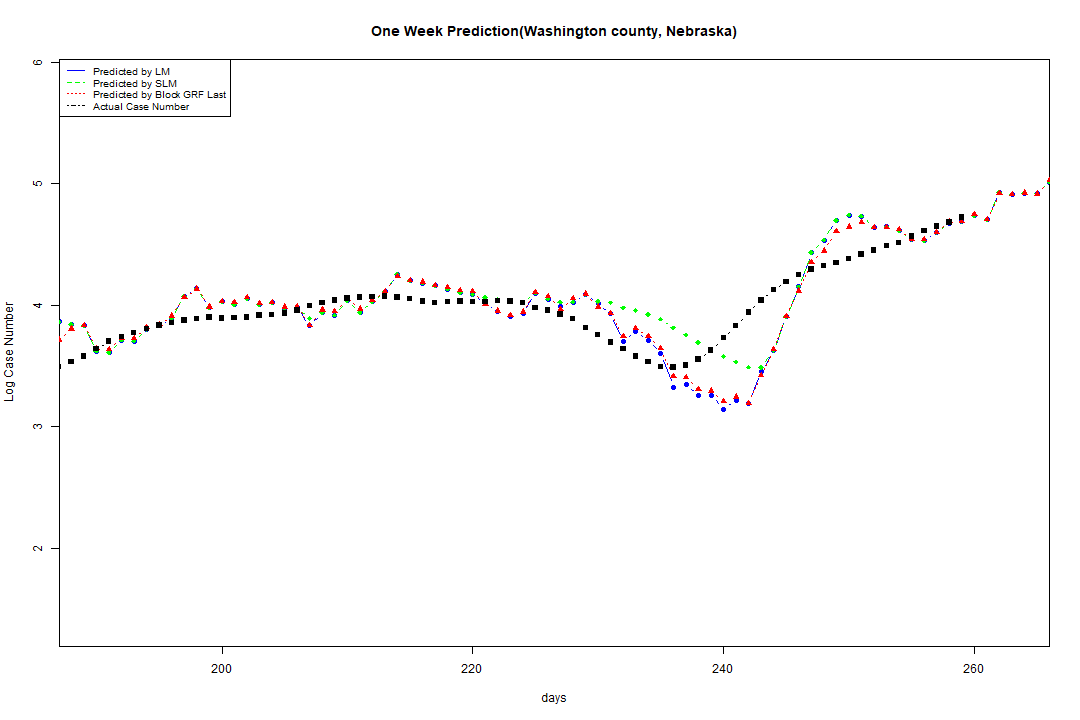 One Week Prediction(Washington county, Nebraska)
Predicted by LM
Predicted by SLM
Predicted by Block GRF Last
Actual Case Number
Log Case Number
6
5
4
3
2
200
220
240
260
days